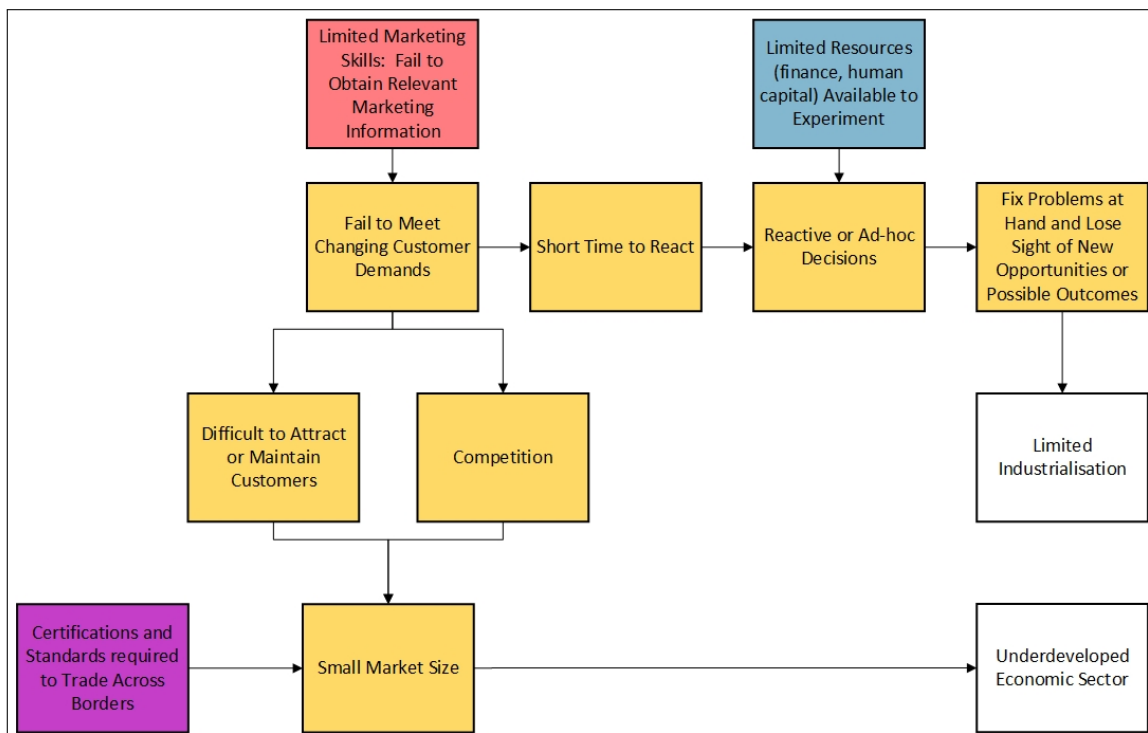 Limited Marketing
Skills:  Fail to
Obtain Relevant
Marketing
Information
Limited Resources
(finance, human
capital) Available to
Experiment
Fail to Meet
Changing Customer
Demands
Short Time to React
Reactive or Ad-hoc
Decisions
Fix Problems at
Hand and Lose
Sight of New
Opportunities or
Possible Outcomes
Difficult to Attract
or Maintain
Customers
Competition
Limited
Industrialisation
Certifications and
Standards required
to Trade Across
Borders
Small Market Size
Underdeveloped
Economic Sector